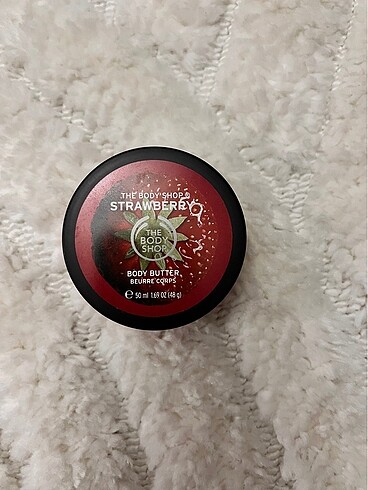 THE BODY SHOP®
STRAWBERRY
THE
BODY
SHOP
BODY BUTTER
BEURRE CORPS
℮ 50 ml 1.69 OZ (48 g)